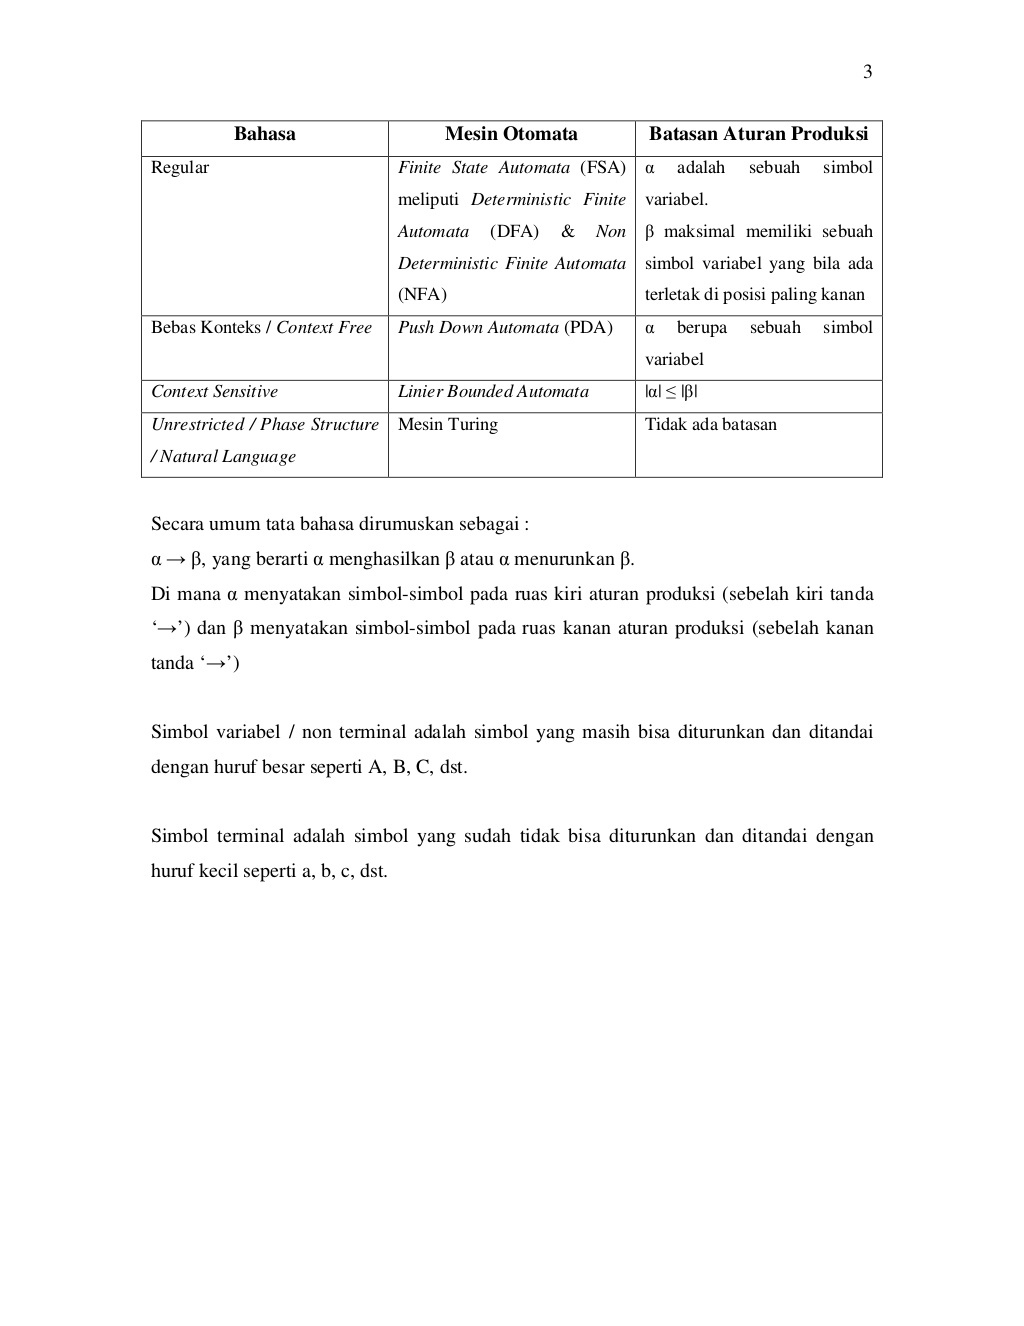 3
Bahasa
Mesin Otomata
Batasan Aturan Produksi
Regular
Finite State Automata (FSA)
meliputi Deterministic Finite
Automata (DFA) & Non
Deterministic Finite Automata
(NFA)
α adalah sebuah simbol
variabel.
β maksimal memiliki sebuah
simbol variabel yang bila ada
terletak di posisi paling kanan
Bebas Konteks / Context Free
Push Down Automata (PDA)
α berupa sebuah simbol
variabel
Context Sensitive
Linier Bounded Automata
|α| ≤ |β|
Unrestricted / Phase Structure
/ Natural Language
Mesin Turing
Tidak ada batasan
Secara umum tata bahasa dirumuskan sebagai :
α → β, yang berarti α menghasilkan β atau α menurunkan β.
Di mana α menyatakan simbol-simbol pada ruas kiri aturan produksi (sebelah kiri tanda
‘→’) dan β menyatakan simbol-simbol pada ruas kanan aturan produksi (sebelah kanan
tanda ‘→’)
Simbol variabel / non terminal adalah simbol yang masih bisa diturunkan dan ditandai
dengan huruf besar seperti A, B, C, dst.
Simbol terminal adalah simbol yang sudah tidak bisa diturunkan dan ditandai dengan
huruf kecil seperti a, b, c, dst.